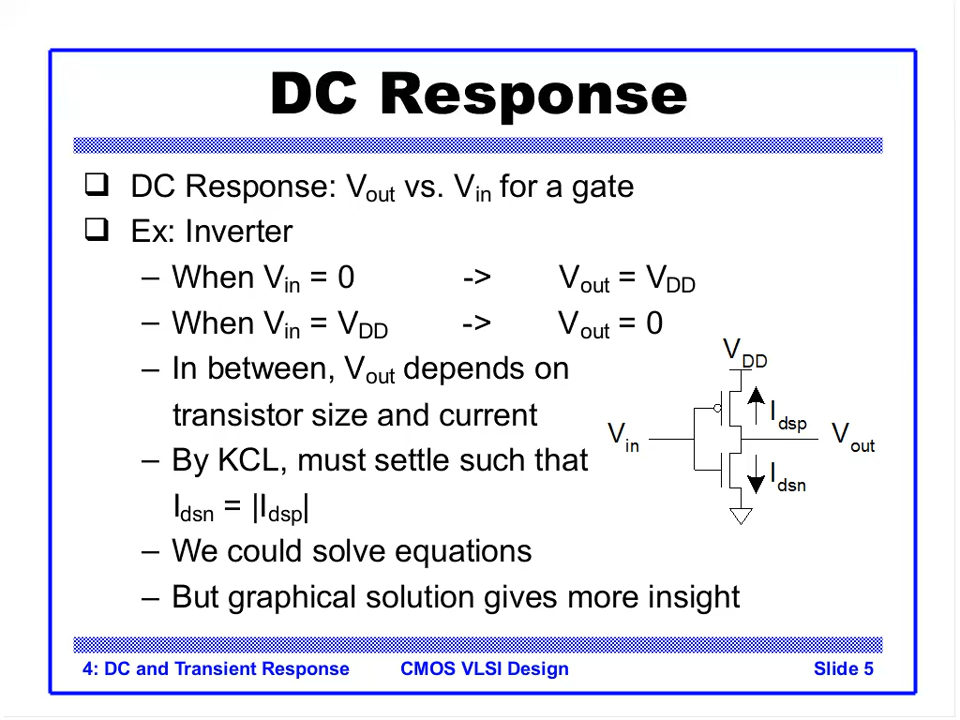 DC Response
❑ DC Response: Vout vs. Vin for a gate
❑ Ex: Inverter
– When Vin = 0 -> Vout = VDD
– When Vin = VDD -> Vout = 0
– In between, Vout depends on
transistor size and current
– By KCL, must settle such that
Idsn = |Idsp|
– We could solve equations
– But graphical solution gives more insight
VDD
Idsp
Vin
Vout
Idsn
4: DC and Transient Response CMOS VLSI Design Slide 5